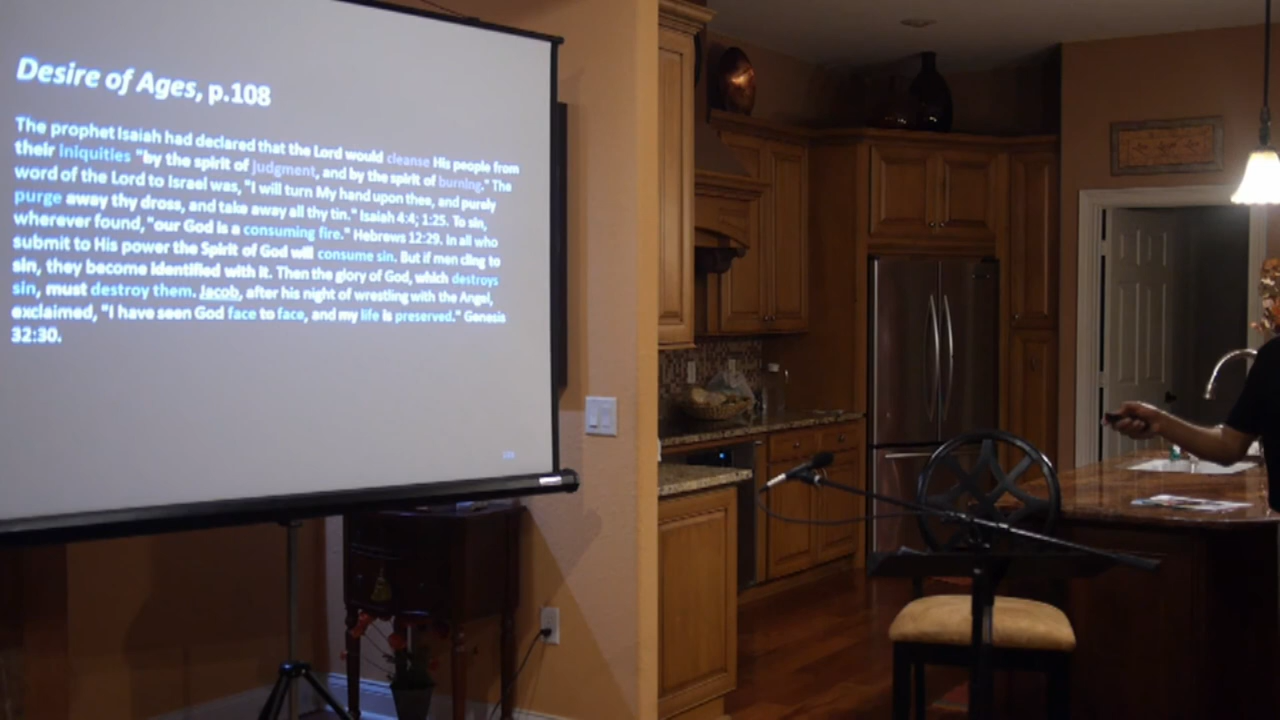 Desire of Ages, p.108
The prophet Isaiah had declared that the Lord would cleanse His people from
their iniquities "by the spirit of judgment, and by the spirit of burning." The
word of the Lord to Israel was, "I will turn My hand upon thee, and purely
purge away thy dross, and take away all thy tin." Isaiah 4:4; 1:25. To sin,
wherever found, "our God is a consuming fire." Hebrews 12:29. In all who
submit to His power the Spirit of God will consume sin. But if men cling to
sin, they become identified with it. Then the glory of God, which destroys
sin, must destroy them. Jacob, after his night of wrestling with the Angel,
exclaimed, "I have seen God face to face, and my life is preserved." Genesis
32:30.